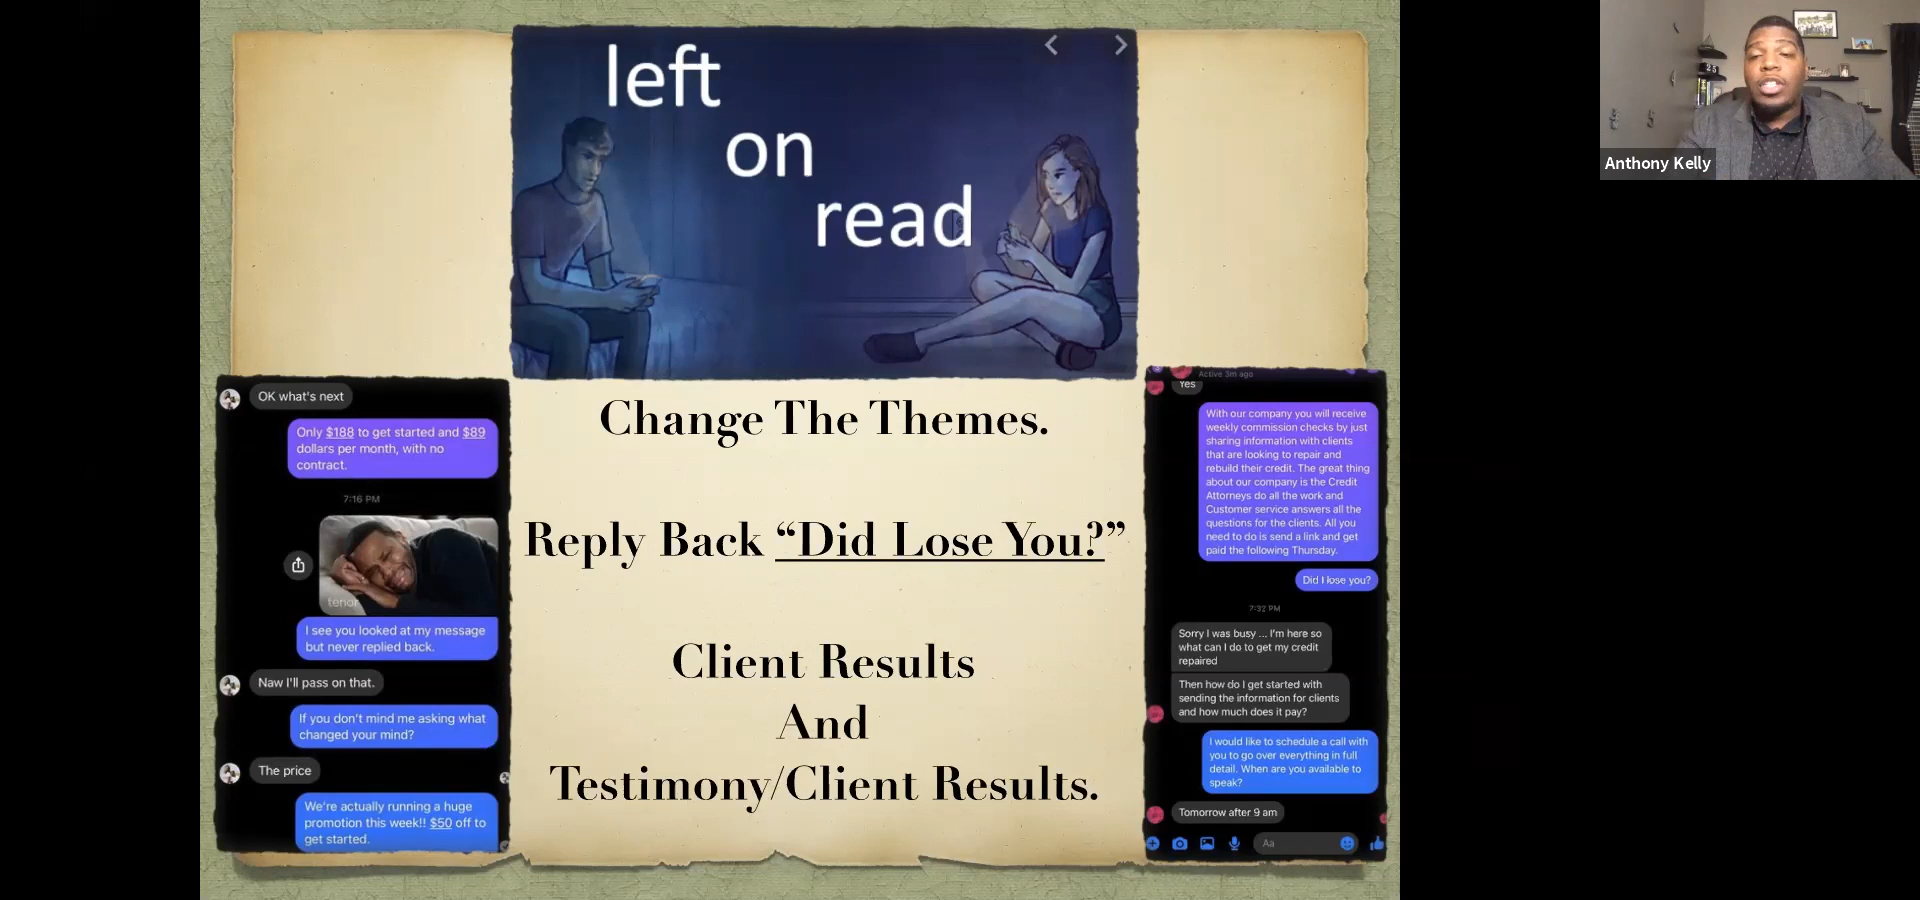 left
on
read
Change The Themes.
Reply Back “Did Lose You?”
Client Results
And
Testimony/Client Results.
OK what's next
Only $188 to get started and $89
dollars per month, with no
contract.
7:16 PM
tenor
I see you looked at my message
but never replied back.
Naw I'll pass on that.
If you don't mind me asking what
changed your mind?
The price
We're actually running a huge
promotion this week!! $50 off to
get started.
Active 3m ago
Yes
With our company you will receive
weekly commission checks by just
sharing information with clients
that are looking to repair and
rebuild their credit. The great thing
about our company is the Credit
Attorneys do all the work and
Customer service answers all the
questions for the clients. All you
need to do is send a link and get
paid the following Thursday.
Did I lose you?
7:32 PM
Sorry I was busy ... I'm here so
what can I do to get my credit
repaired
Then how do I get started with
sending the information for clients
and how much does it pay?
I would like to schedule a call with
you to go over everything in full
detail. When are you available to
speak?
Tomorrow after 9 am
Aa
Anthony Kelly